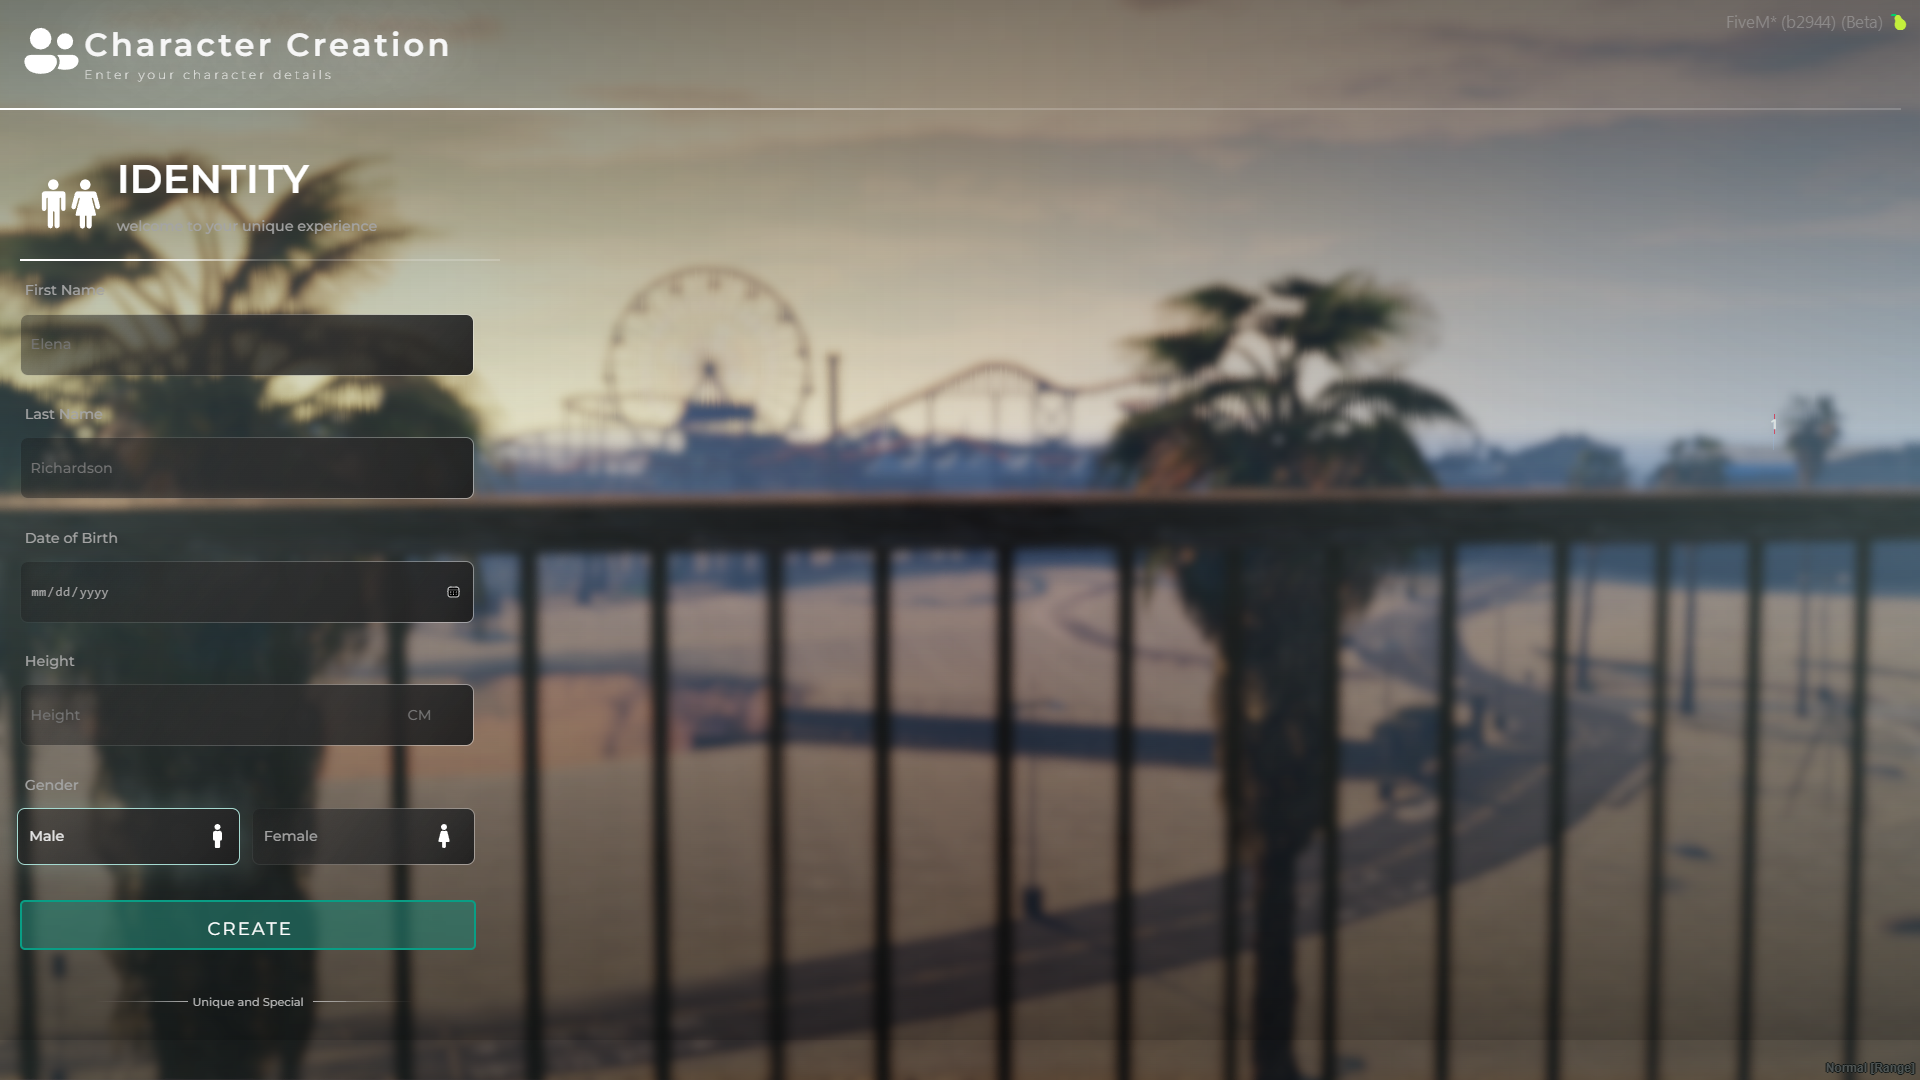 Character Creation
Enter your character details
FiveM* (b2944) (Beta)
IDENTITY
welcome to your unique experience
First Name
Elena
Last Name
Richardson
Date of Birth
mm/dd/yyyy
Height
Height CM
Gender
Male Female
CREATE
Unique and Special
Normal [Range]